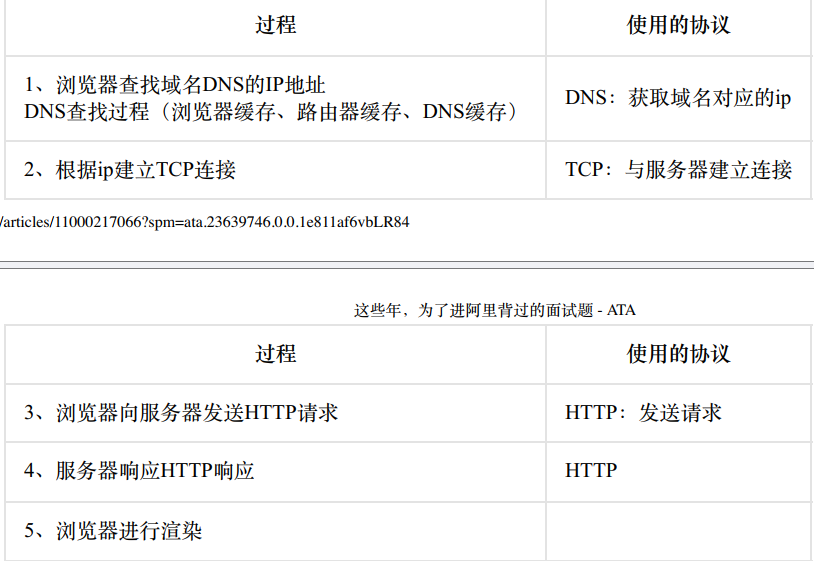 过程 使用的协议
1、浏览器查找域名DNS的IP地址
DNS查找过程（浏览器缓存、路由器缓存、DNS缓存） DNS：获取域名对应的ip
2、根据ip建立TCP连接 TCP：与服务器建立连接
/articles/11000217066?spm=ata.23639746.0.0.1e811af6vbLR84
这些年，为了进阿里背过的面试题 - ATA
过程 使用的协议
3、浏览器向服务器发送HTTP请求 HTTP：发送请求
4、服务器响应HTTP响应 HTTP
5、浏览器进行渲染